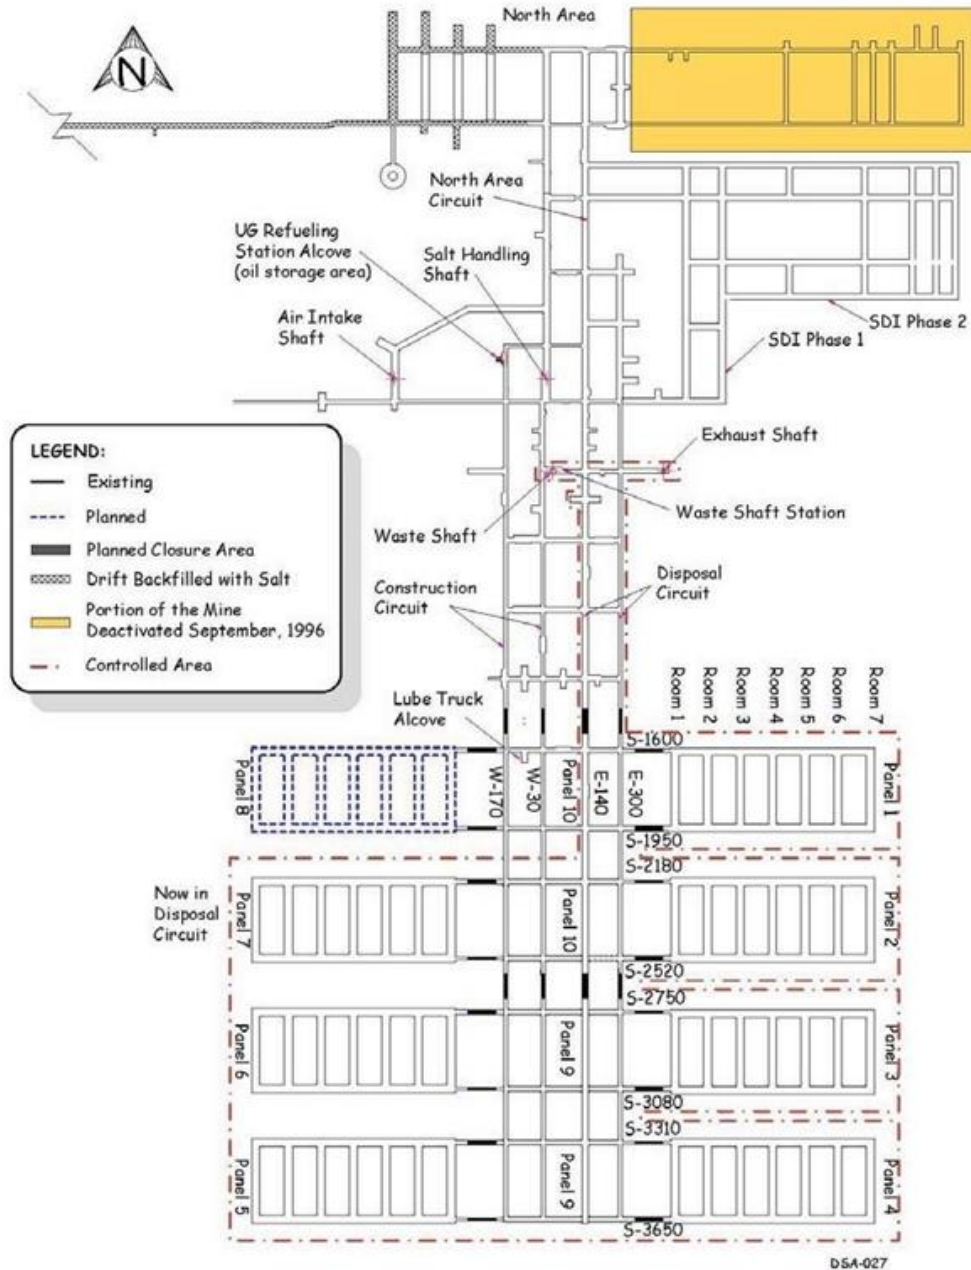 North Area
N
North Area
Circuit
UG Refueling
Station Alcove
(oil storage area)
Salt Handling
Shaft
Air Intake
Shaft
SDI Phase 2
SDI Phase 1
LEGEND:
Existing
Planned
Planned Closure Area
Drift Backfilled with Salt
Portion of the Mine
Deactivated September, 1996
Controlled Area
Exhaust Shaft
Waste Shaft Station
Waste Shaft
Construction
Circuit
Disposal
Circuit
Lube Truck
Alcove
Room 1
Room 2
Room 3
Room 4
Room 5
Room 6
Room 7
S-1600
Panel 8
W-170
W-30
Panel 10
E-140
E-300
Panel 1
S-1950
S-2180
Now in
Disposal
Circuit
Panel 7
Panel 10
Panel 2
S-2520
S-2750
Panel 6
Panel 9
Panel 3
S-3080
S-3310
Panel 5
Panel 9
Panel 4
S-3650
DSA-027